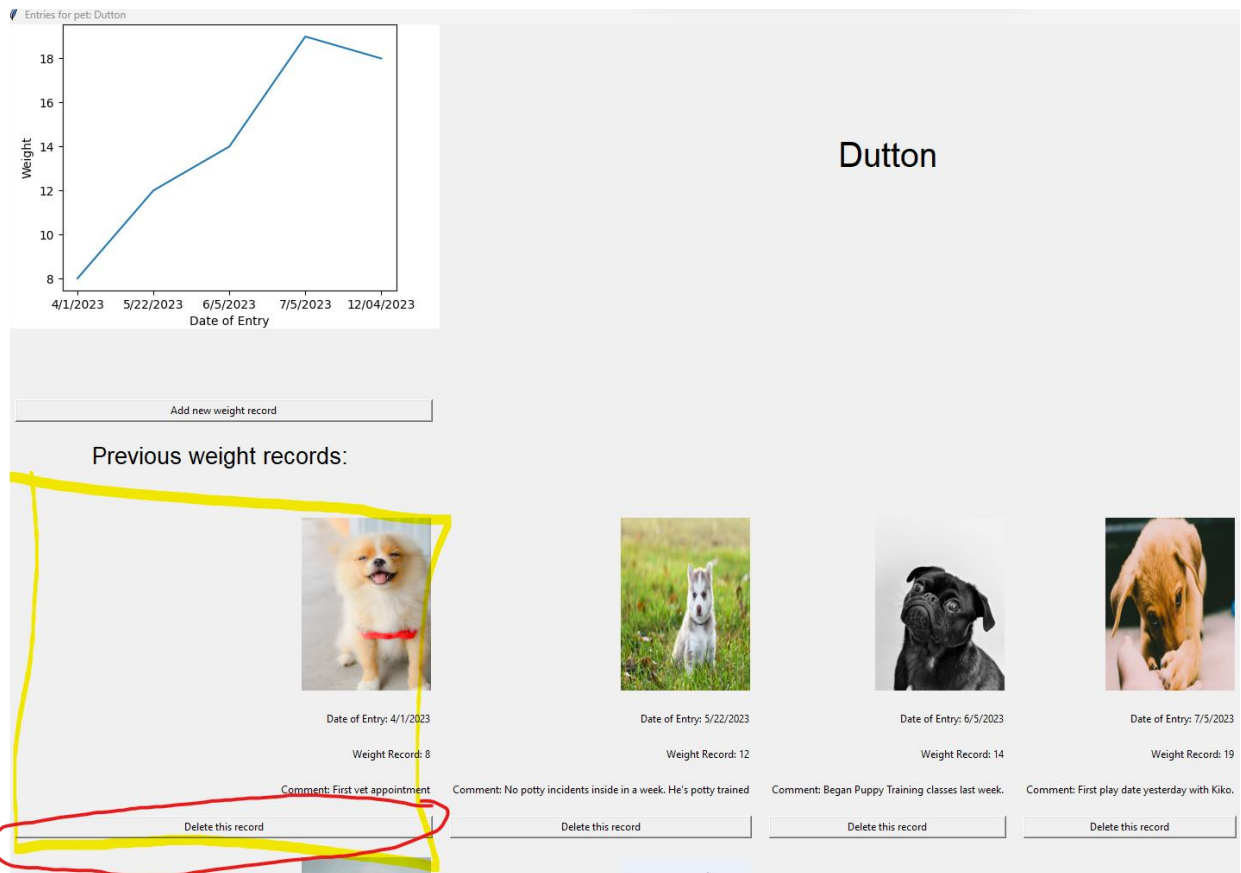 Entries for pet: Dutton
18
16
14
12
10
8
Weight
4/1/2023 5/22/2023 6/5/2023 7/5/2023 12/04/2023
Date of Entry
Dutton
Add new weight record
Previous weight records:
Date of Entry: 4/1/2023 Date of Entry: 5/22/2023 Date of Entry: 6/5/2023 Date of Entry: 7/5/2023
Weight Record: 8 Weight Record: 12 Weight Record: 14 Weight Record: 19
Comment: First vet appointment Comment: No potty incidents inside in a week. He's potty trained Comment: Began Puppy Training classes last week. Comment: First play date yesterday with Kiko.
Delete this record Delete this record Delete this record Delete this record